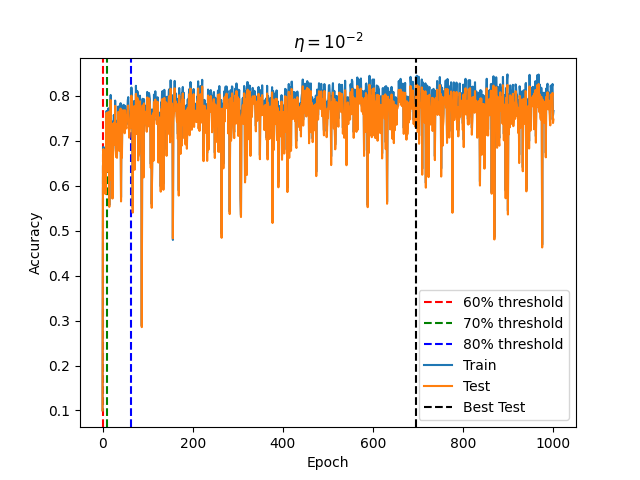 η = 10⁻²
Accuracy
0.8
0.7
0.6
0.5
0.4
0.3
0.2
0.1
60% threshold
70% threshold
80% threshold
Train
Test
Best Test
0
200
400
600
800
1000
Epoch